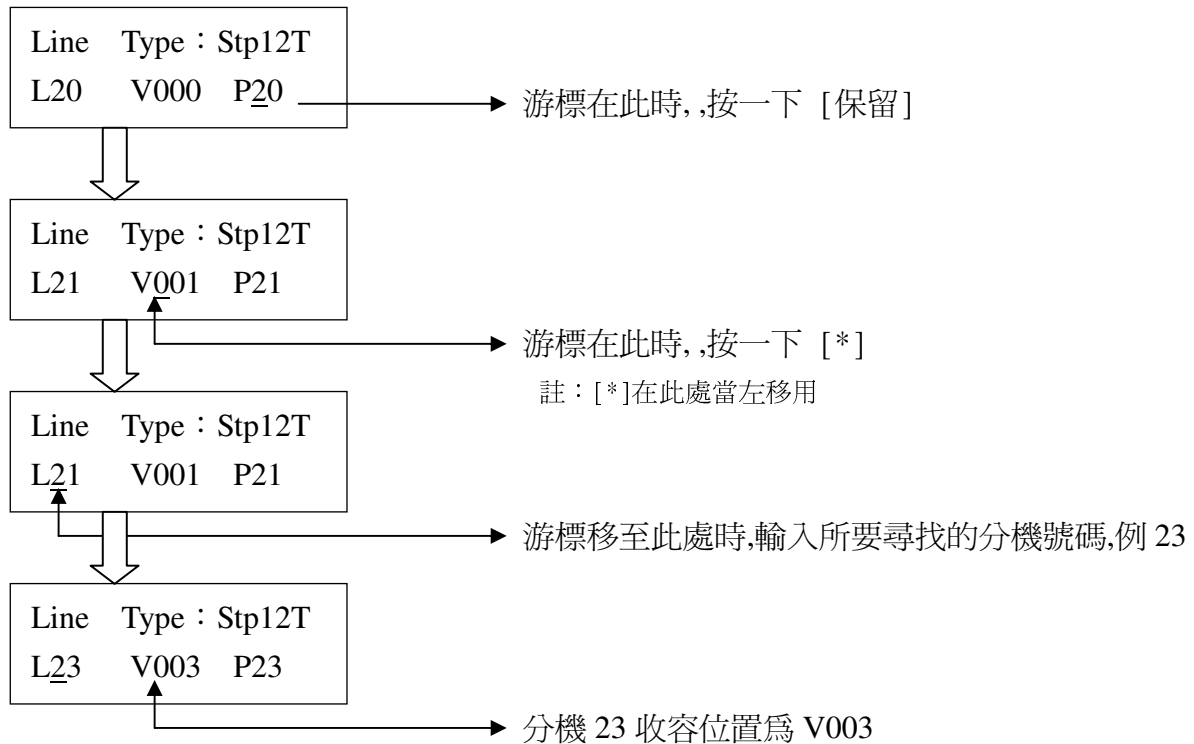 Line Type：Stp12T
L20 V000 P20
游標在此時, ,按一下 [保留]
Line Type：Stp12T
L21 V001 P21
游標在此時, ,按一下 [*]
註：[*]在此處當左移用
Line Type：Stp12T
L21 V001 P21
游標移至此處時,輸入所要尋找的分機號碼,例 23
Line Type：Stp12T
L23 V003 P23
分機 23 收容位置爲 V003